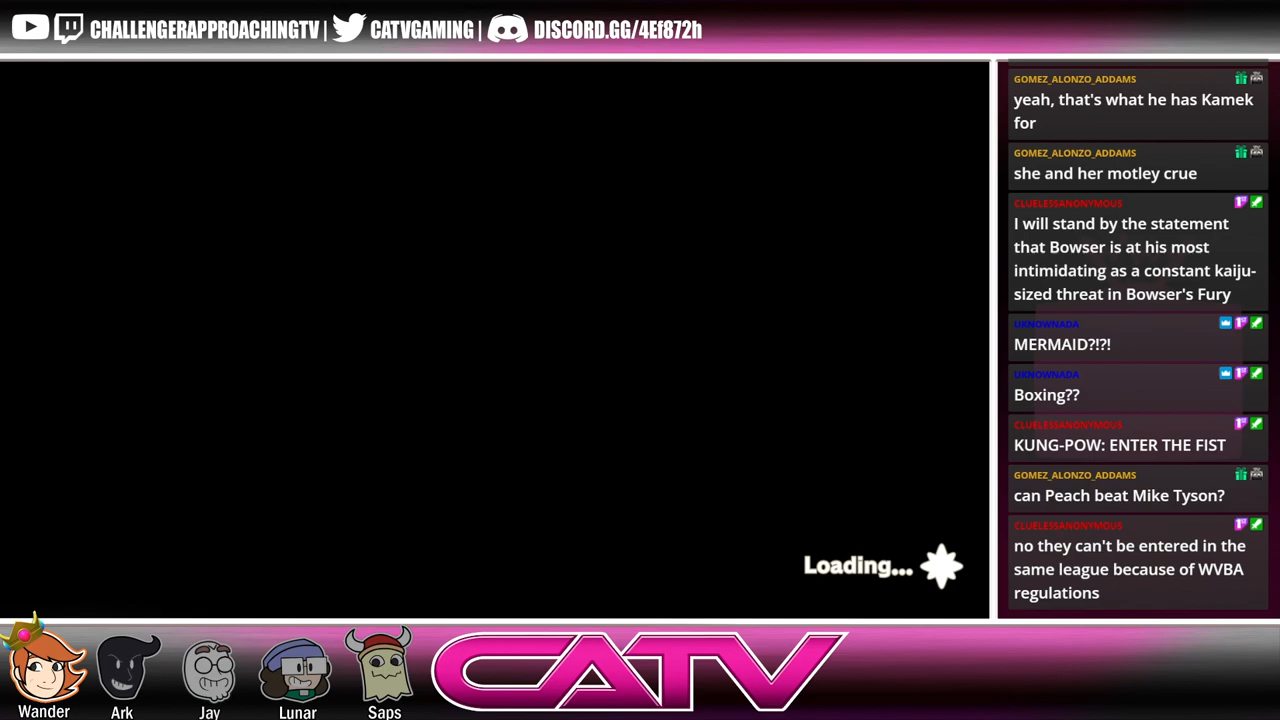 CHALLENGERAPPROACHINGTV | CATVGAMING | DISCORD.GG/4Ef872h
GOMEZ_ALONZO_ADDAMS
yeah, that's what he has Kamek
for
GOMEZ_ALONZO_ADDAMS
she and her motley crue
CLUELESSANONYMOUS
I will stand by the statement
that Bowser is at his most
intimidating as a constant kaiju-
sized threat in Bowser's Fury
UKNOWNADA
MERMAID?!?!
UKNOWNADA
Boxing??
CLUELESSANONYMOUS
KUNG-POW: ENTER THE FIST
GOMEZ_ALONZO_ADDAMS
can Peach beat Mike Tyson?
CLUELESSANONYMOUS
no they can't be entered in the
same league because of WVBA
regulations
Loading...
Wander Ark Jay Lunar Saps
CATV